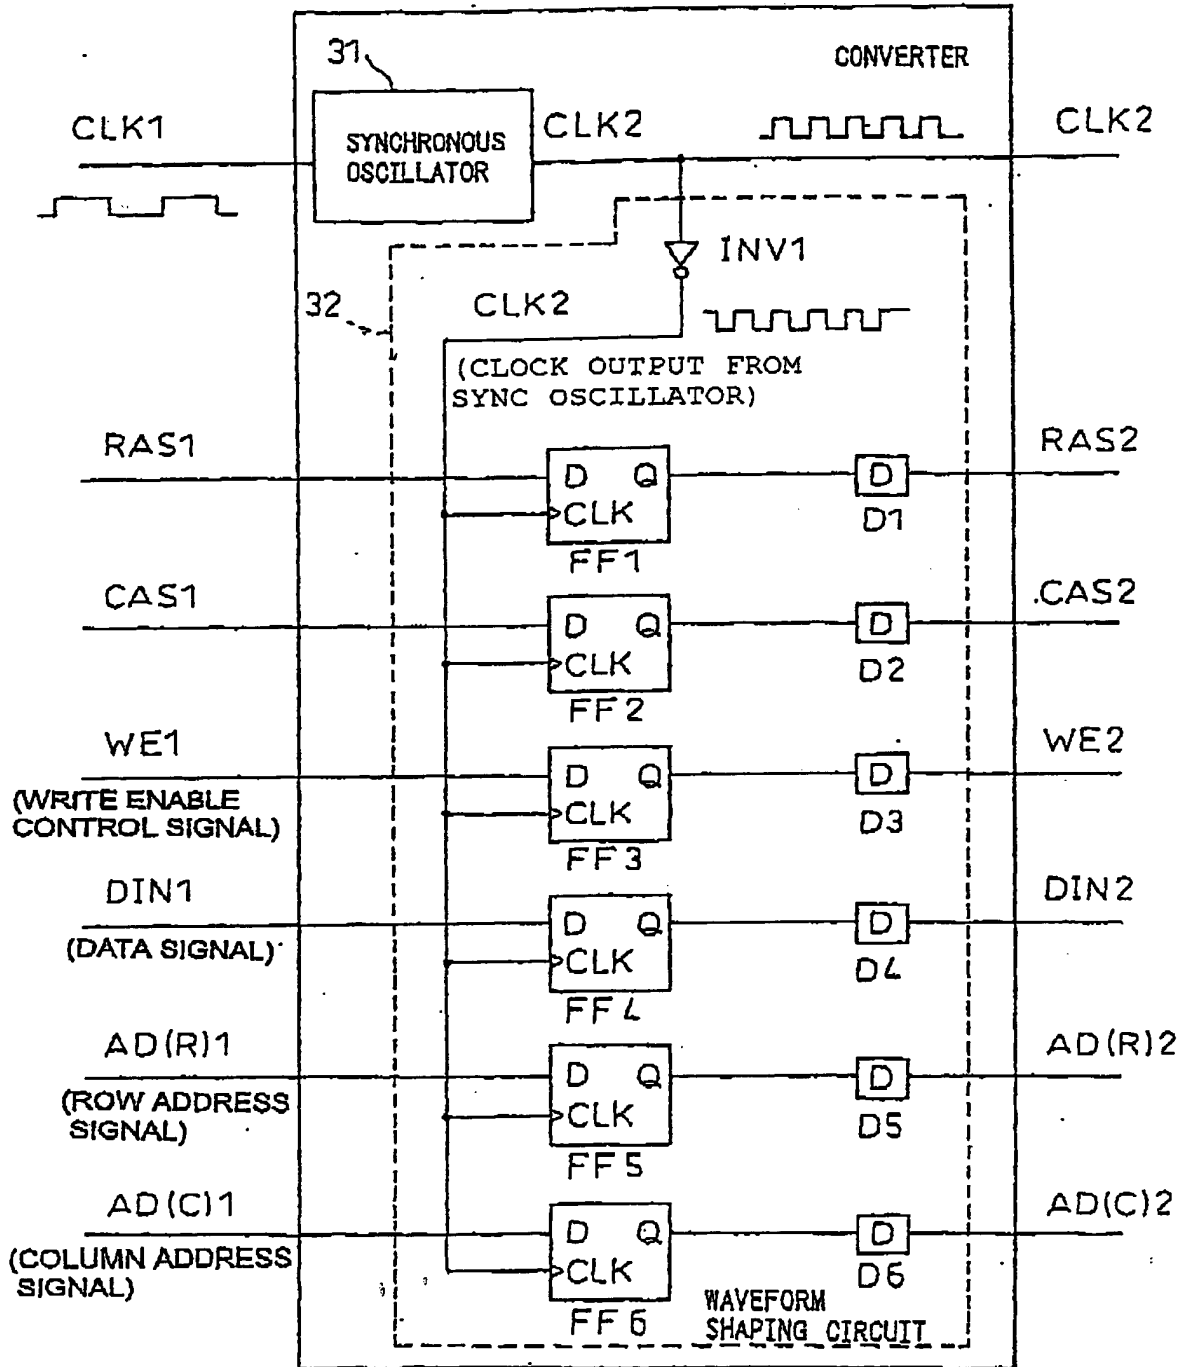 CONVERTER
31
CLK1
SYNCHRONOUS
OSCILLATOR
CLK2
CLK2
INV1
32
CLK2
(CLOCK OUTPUT FROM
SYNC OSCILLATOR)
RAS1
D Q
CLK
FF1
D
D1
RAS2
CAS1
D Q
CLK
FF2
D
D2
CAS2
WE1
(WRITE ENABLE
CONTROL SIGNAL)
D Q
CLK
FF3
D
D3
WE2
DIN1
(DATA SIGNAL)
D Q
CLK
FF4
D
D4
DIN2
AD(R)1
(ROW ADDRESS
SIGNAL)
D Q
CLK
FF5
D
D5
AD(R)2
AD(C)1
(COLUMN ADDRESS
SIGNAL)
D Q
CLK
FF6
D
D6
AD(C)2
WAVEFORM
SHAPING CIRCUIT